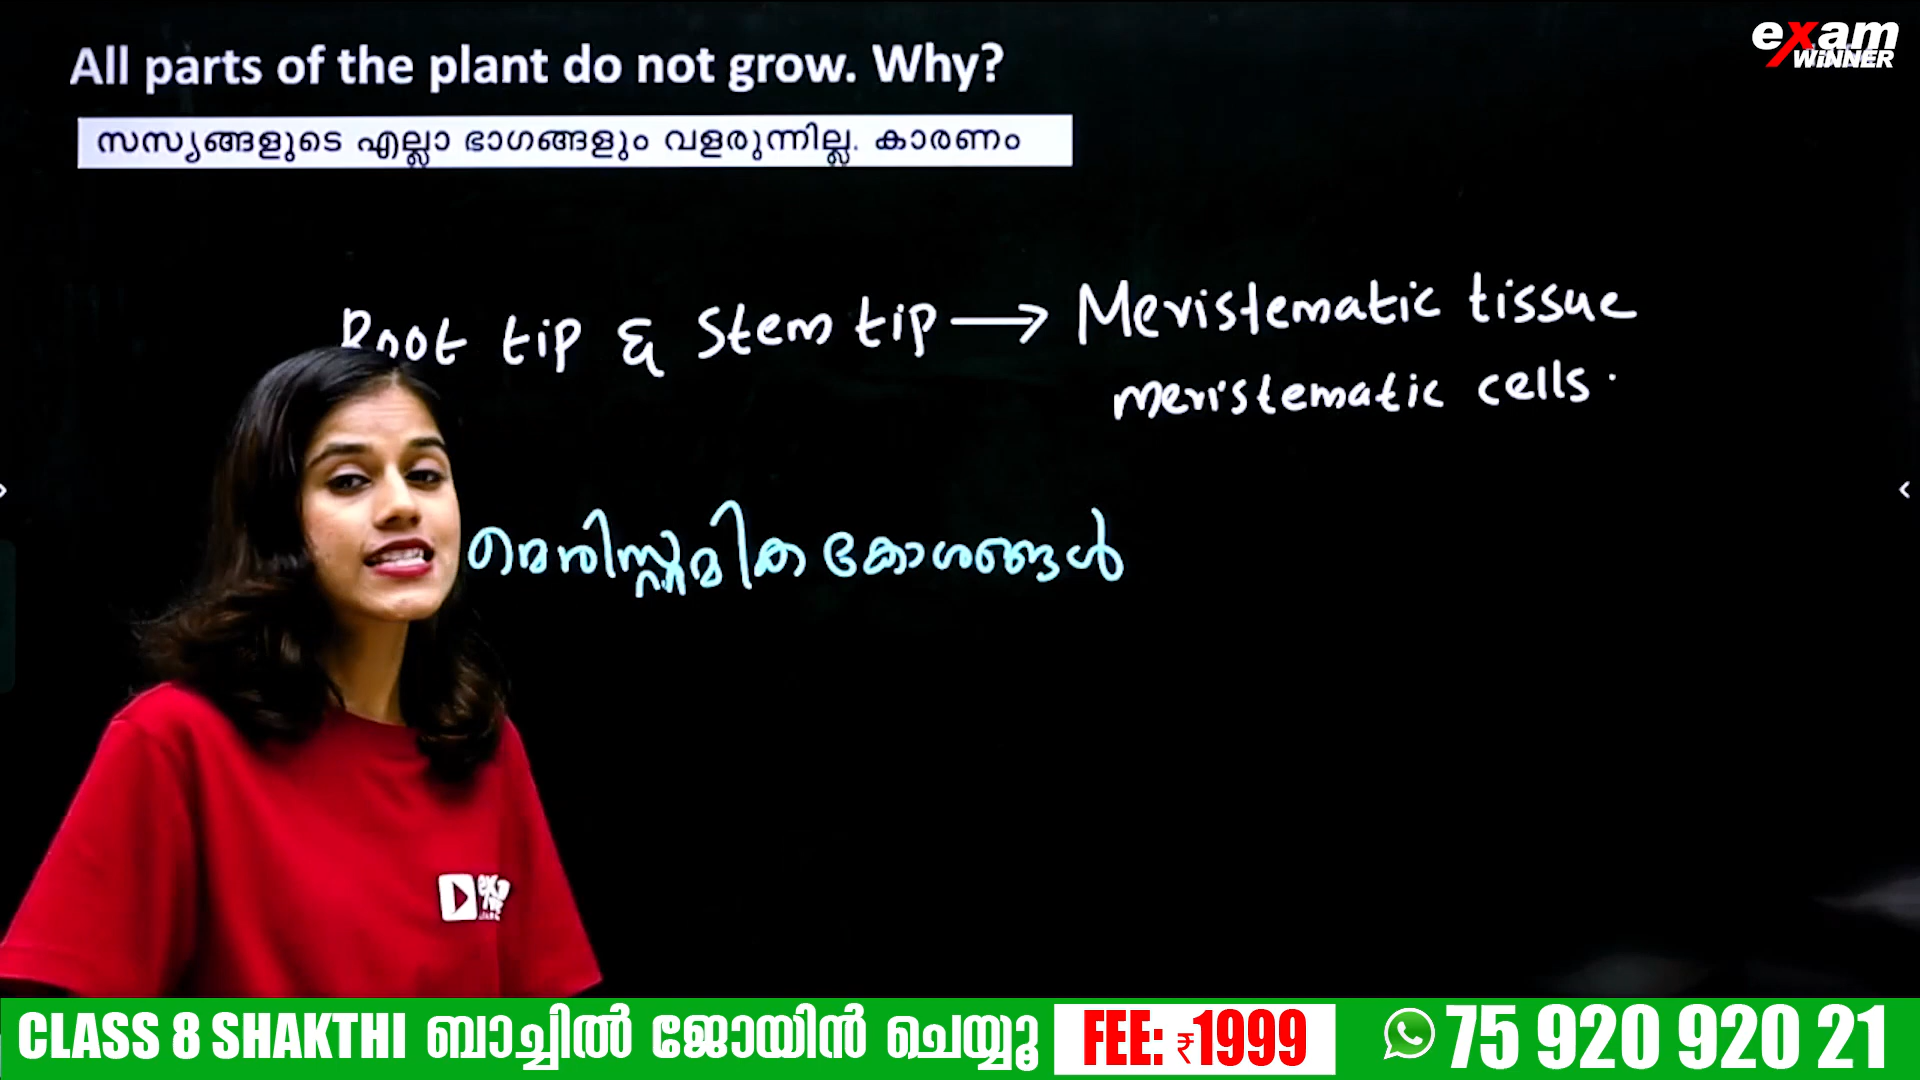 All parts of the plant do not grow. Why?
exam
WiNNER
സസ്യങ്ങളുടെ എല്ലാ ഭാഗങ്ങളും വളരുന്നില്ല. കാരണം
Root tip & Stem tip → Meristematic tissue
meristematic cells.
മെരിസ്റ്റമിക കോശങ്ങൾ
CLASS 8 SHAKTHI ബാച്ചിൽ ജോയിൻ ചെയ്യൂ FEE: ₹1999 75 920 920 21